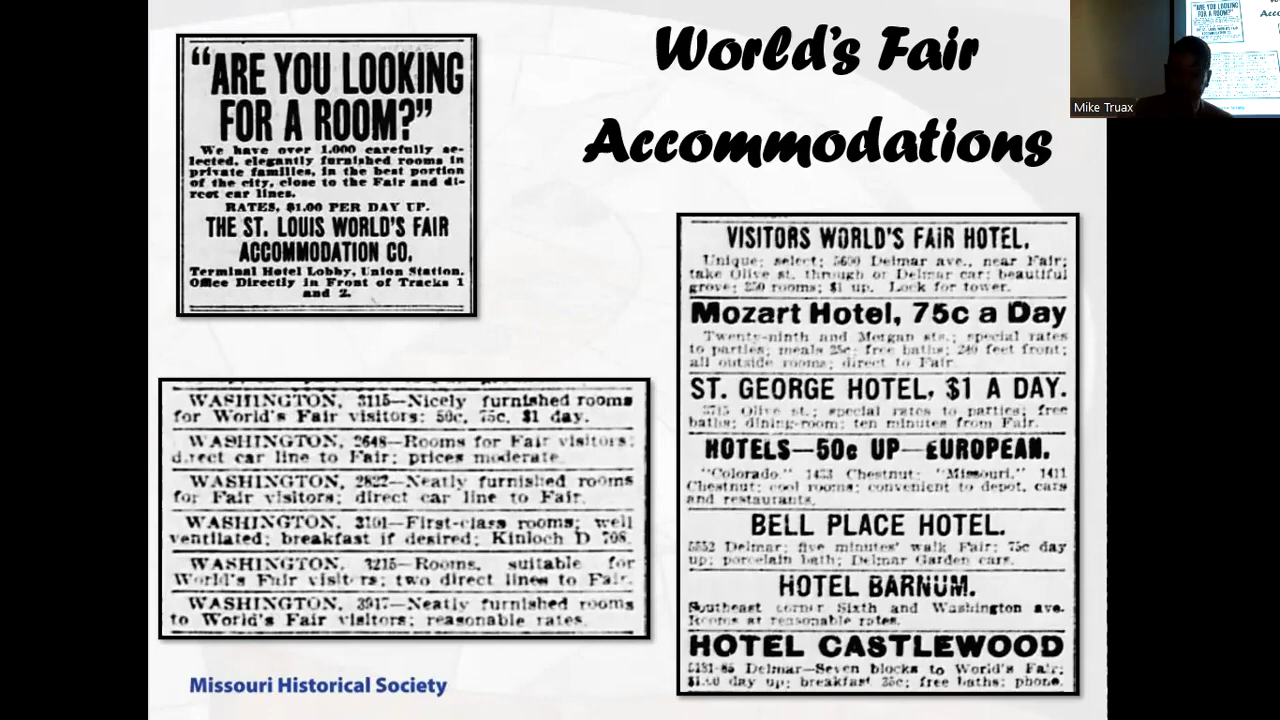 World's Fair
Accommodations
"ARE YOU LOOKING
FOR A ROOM?"
We have over 1,000 carefully se-
lected, elegantly furnished rooms in
private families, in the best portion
of the city, close to the Fair and di-
rect car lines.
RATES, $1.00 PER DAY UP.
THE ST. LOUIS WORLD'S FAIR
ACCOMMODATION CO.
Terminal Hotel Lobby, Union Station.
Office Directly in Front of Tracks 1
and 2.
WASHINGTON, 3115—Nicely furnished rooms
for World's Fair visitors: 50c, 75c, $1 day.
WASHINGTON, 2648—Rooms for Fair visitors;
direct car line to Fair; prices moderate.
WASHINGTON, 2822—Neatly furnished rooms
for Fair visitors; direct car line to Fair.
WASHINGTON, 3101—First-class rooms; well
ventilated; breakfast if desired; Kinloch D 708.
WASHINGTON, 3215—Rooms, suitable for
World's Fair visitors; two direct lines to Fair.
WASHINGTON, 3917—Neatly furnished rooms
to World's Fair visitors; reasonable rates.
VISITORS WORLD'S FAIR HOTEL.
Unique; select; 5600 Delmar ave., near Fair;
take Olive st. through or Delmar car; beautiful
grove; 250 rooms; $1 up. Look for tower.
Mozart Hotel, 75c a Day
Twenty-ninth and Morgan sts.; special rates
to parties; meals 25c; free baths; 240 feet front;
all outside rooms; direct to Fair.
ST. GEORGE HOTEL, $1 A DAY.
3715 Olive st.; special rates to parties; free
baths; dining-room; ten minutes from Fair.
HOTELS—50c UP—EUROPEAN.
"Colorado," 1433 Chestnut; "Missouri," 1411
Chestnut; cool rooms; convenient to depot, cars
and restaurants.
BELL PLACE HOTEL.
5552 Delmar; five minutes' walk Fair; 75c day
up; porcelain bath; Delmar Garden cars.
HOTEL BARNUM.
Southeast corner Sixth and Washington ave.
Rooms at reasonable rates.
HOTEL CASTLEWOOD
Delmar—Seven blocks to World's Fair;
day up; breakfast 35c; free baths; phone.
Missouri Historical Society
Mike Truax